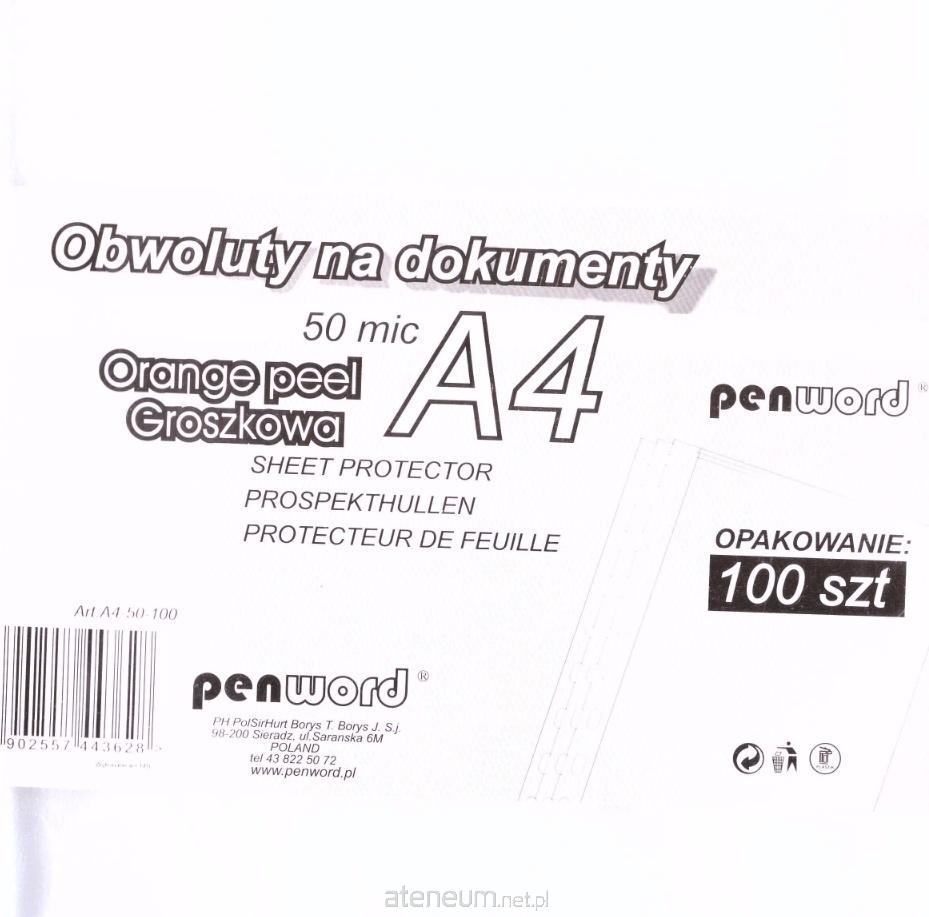 Obwoluty na dokumenty
50 mic A4
Orange peel
Groszkowa
SHEET PROTECTOR
PROSPEKTHULLEN
PROTECTEUR DE FEUILLE
penword®
OPAKOWANIE:
100 szt
Art.A4-50-100
902557 443628 >
penword®
PH PolSirHurt Borys T. Borys J. S.j.
98-200 Sieradz, ul.Saranska 6M
POLAND
tel 43 822 50 72
www.penword.pl
ateneum.net.pl